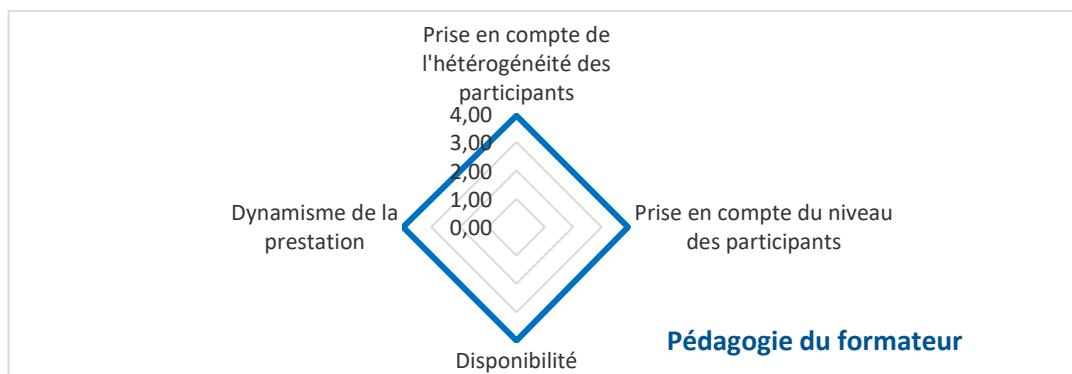 Prise en compte de
l'hétérogénéité des
participants
4,00
3,00
2,00
1,00
0,00
Dynamisme de la
prestation
Prise en compte du niveau
des participants
Disponibilité
Pédagogie du formateur